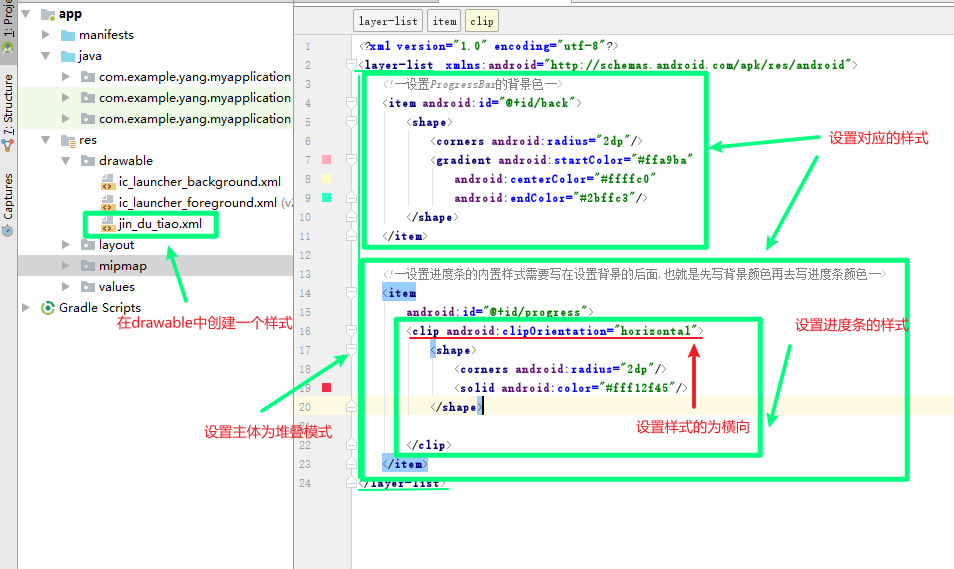 1: Proje
7: Structure
Captures
app
manifests
java
com.example.yang.myapplication
com.example.yang.myapplication
com.example.yang.myapplication
res
drawable
ic_launcher_background.xml
ic_launcher_foreground.xml (v
jin_du_tiao.xml
layout
mipmap
values
Gradle Scripts
在drawable中创建一个样式
设置主体为堆叠模式
layer-list item clip
1 <?xml version="1.0" encoding="utf-8"?>
2 <layer-list xmlns:android="http://schemas.android.com/apk/res/android">
3 <!--设置ProgressBar的背景色-->
4 <item android:id="@+id/back">
5 <shape>
6 <corners android:radius="2dp"/>
7 <gradient android:startColor="#ffa9ba"
8 android:centerColor="#ffffc0"
9 android:endColor="#2bffc3"/>
10 </shape>
11 </item>
12
13 <!--设置进度条的内置样式需要写在设置背景的后面,也就是先写背景颜色再去写进度条颜色-->
14 <item
15 android:id="@+id/progress">
16 <clip android:clipOrientation="horizontal">
17 <shape>
18 <corners android:radius="2dp"/>
19 <solid android:color="#fff12f45"/>
20 </shape>
21
22 </clip>
23 </item>
24 </layer-list>
设置对应的样式
设置进度条的样式
设置样式的为横向